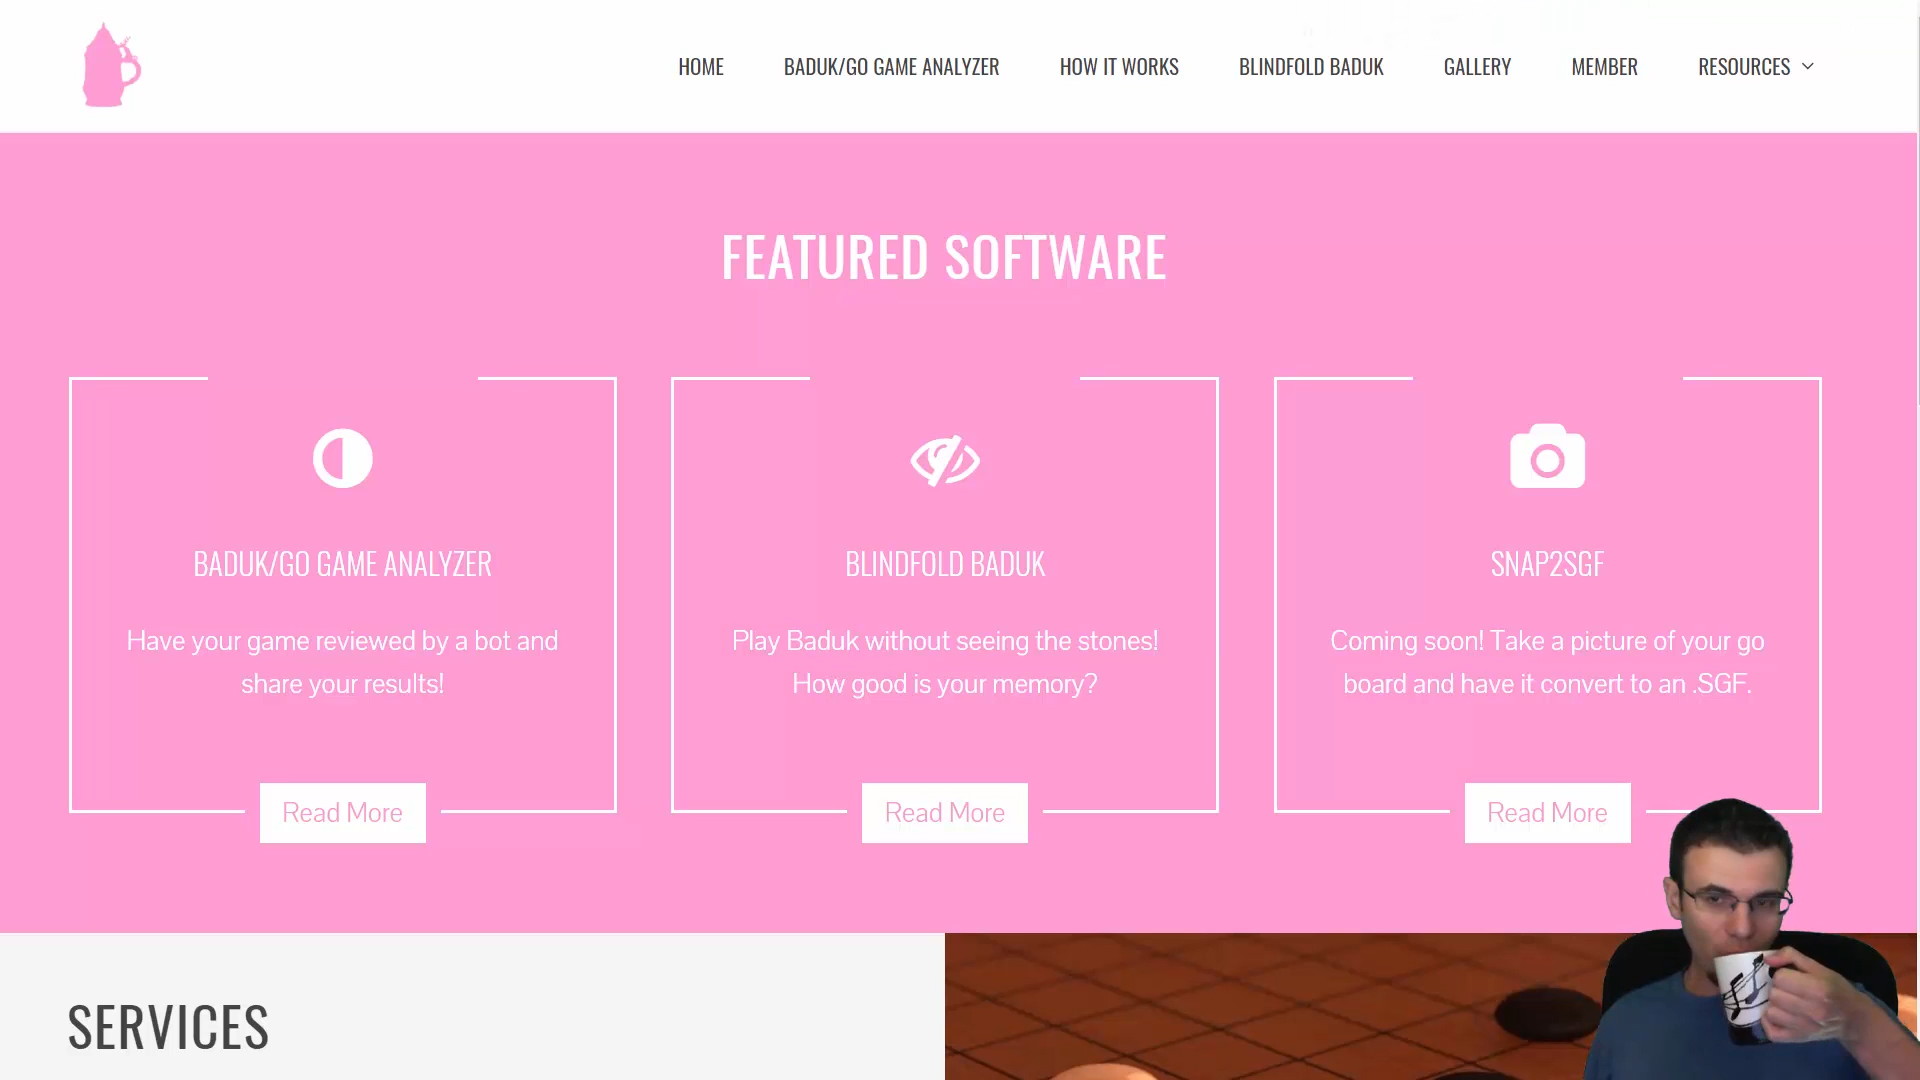 HOME
BADUK/GO GAME ANALYZER
HOW IT WORKS
BLINDFOLD BADUK
GALLERY
MEMBER
RESOURCES
FEATURED SOFTWARE
BADUK/GO GAME ANALYZER
Have your game reviewed by a bot and
share your results!
Read More
BLINDFOLD BADUK
Play Baduk without seeing the stones!
How good is your memory?
Read More
SNAP2SGF
Coming soon! Take a picture of your go
board and have it convert to an .SGF.
Read More
SERVICES